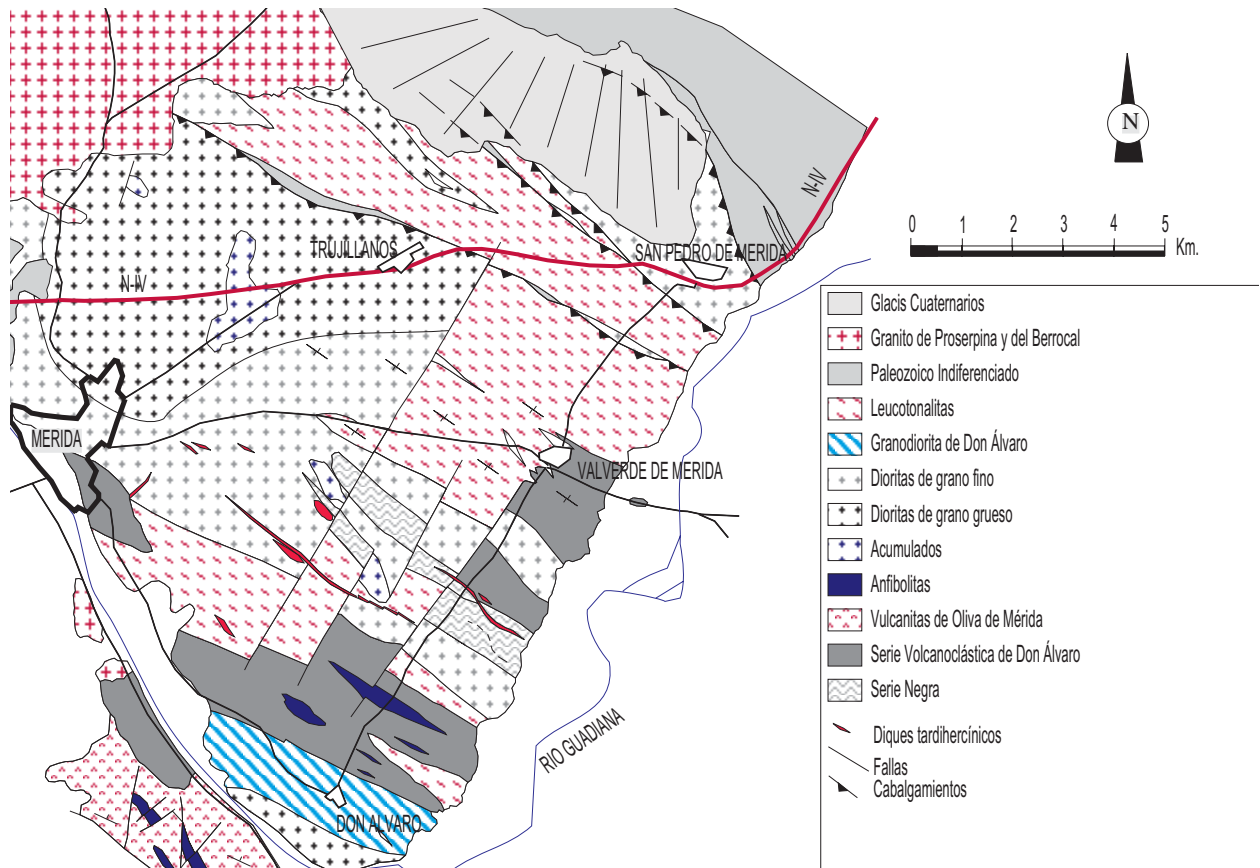 N
N-IV
0 1 2 3 4 5
Km.
TRUJILLANOS
SAN PEDRO DE MERIDA
N-IV
MERIDA
VALVERDE DE MERIDA
RIO GUADIANA
DON ALVARO
Glacis Cuaternarios
Granito de Proserpina y del Berrocal
Paleozoico Indiferenciado
Leucotonalitas
Granodiorita de Don Álvaro
Dioritas de grano fino
Dioritas de grano grueso
Acumulados
Anfibolitas
Vulcanitas de Oliva de Mérida
Serie Volcanoclástica de Don Álvaro
Serie Negra
Diques tardihercínicos
Fallas
Cabalgamientos